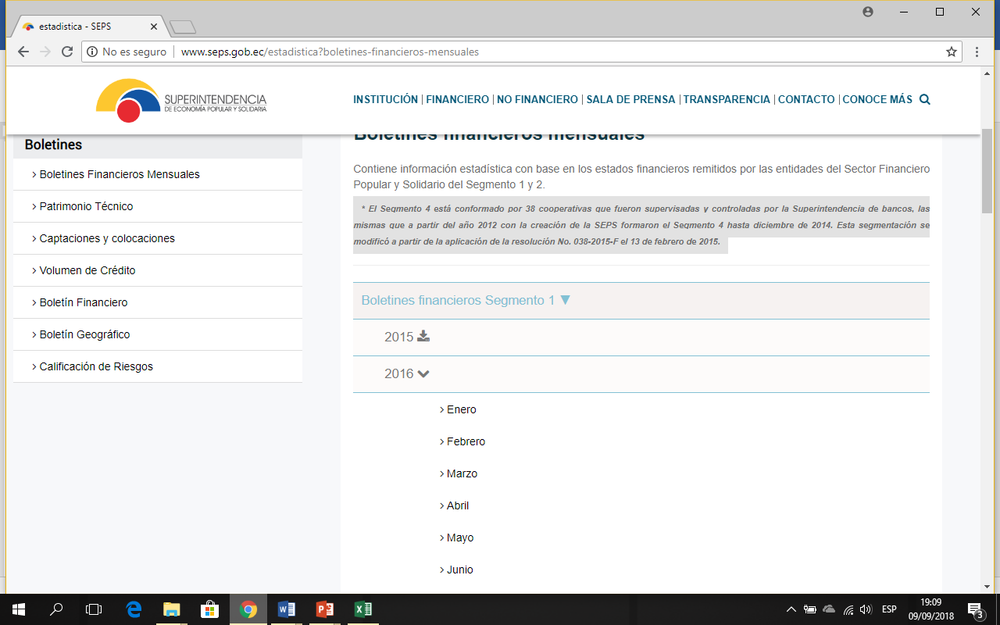 estadistica - SEPS
No es seguro
www.seps.gob.ec/estadistica?boletines-financieros-mensuales
SUPERINTENDENCIA
DE ECONOMÍA POPULAR Y SOLIDARIA
INSTITUCIÓN | FINANCIERO | NO FINANCIERO | SALA DE PRENSA | TRANSPARENCIA | CONTACTO | CONOCE MÁS
Boletines
> Boletines Financieros Mensuales
> Patrimonio Técnico
> Captaciones y colocaciones
> Volumen de Crédito
> Boletín Financiero
> Boletín Geográfico
> Calificación de Riesgos
Boletines financieros mensuales
Contiene información estadística con base en los estados financieros remitidos por las entidades del Sector Financiero
Popular y Solidario del Segmento 1 y 2.
* El Segmento 4 está conformado por 38 cooperativas que fueron supervisadas y controladas por la Superintendencia de bancos, las
mismas que a partir del año 2012 con la creación de la SEPS formaron el Segmento 4 hasta diciembre de 2014. Esta segmentación se
modificó a partir de la aplicación de la resolución No. 038-2015-F el 13 de febrero de 2015.
Boletines financieros Segmento 1 ▼
2015
2016
> Enero
> Febrero
> Marzo
> Abril
> Mayo
> Junio
ESP
19:09
09/09/2018
3